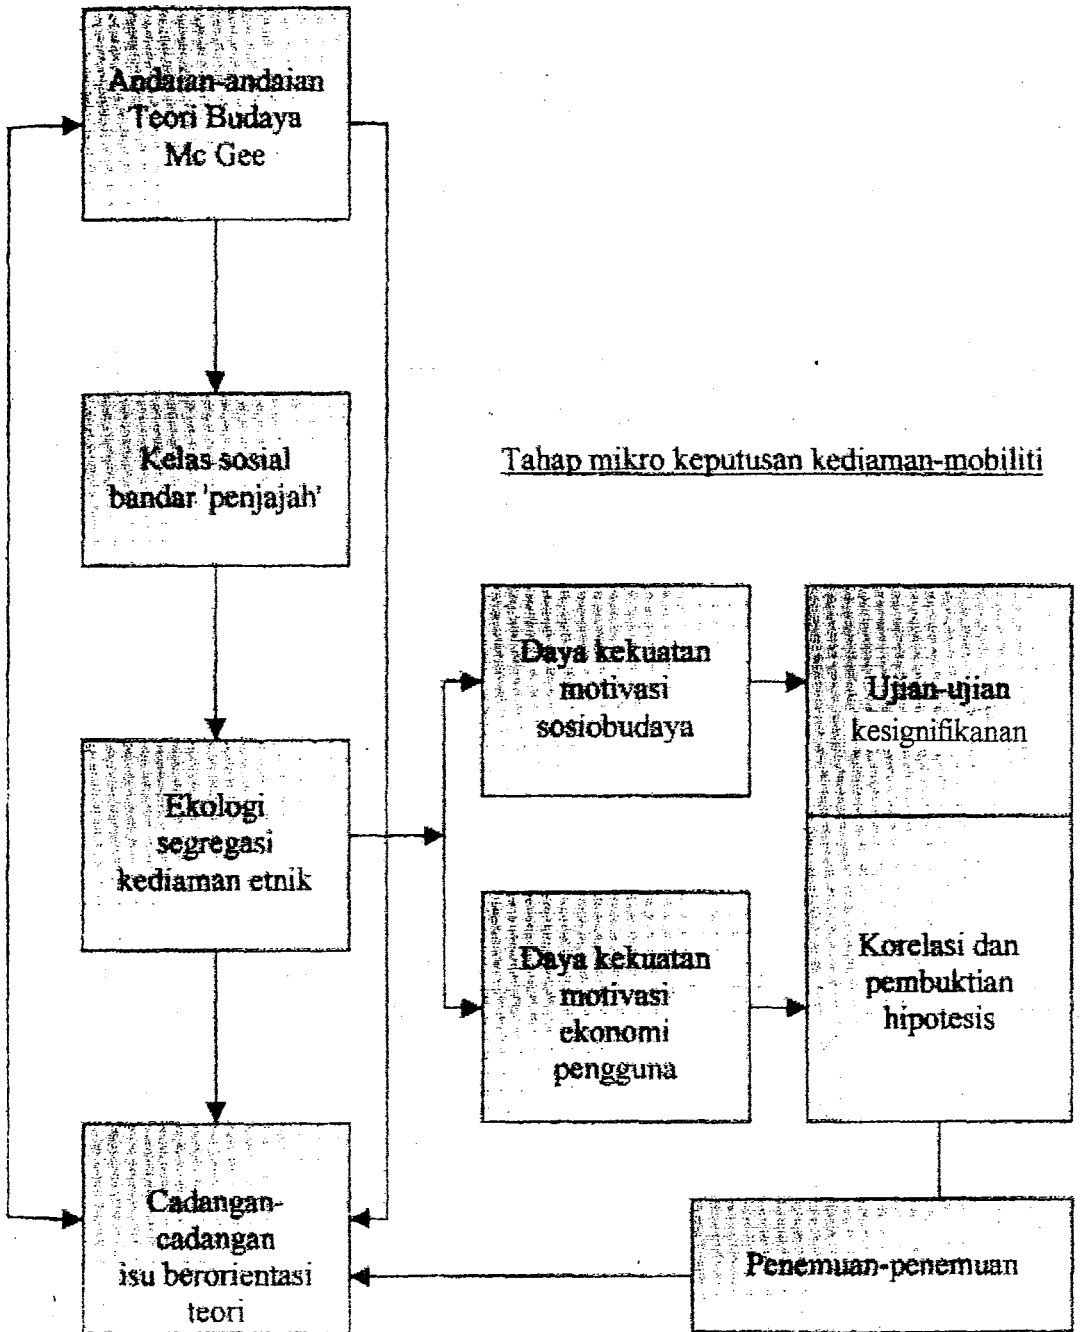 Andaian-andaian
Teori Budaya
Mc Gee
Kelas sosial
bandar 'penjajah'
Tahap mikro keputusan kediaman-mobiliti
Daya kekuatan
motivasi
sosiobudaya
Ujian-ujian
kesignifikanan
Ekologi
segregasi
kediaman etnik
Daya kekuatan
motivasi
ekonomi
pengguna
Korelasi dan
pembuktian
hipotesis
Cadangan-
cadangan
isu berorientasi
teori
Penemuan-penemuan